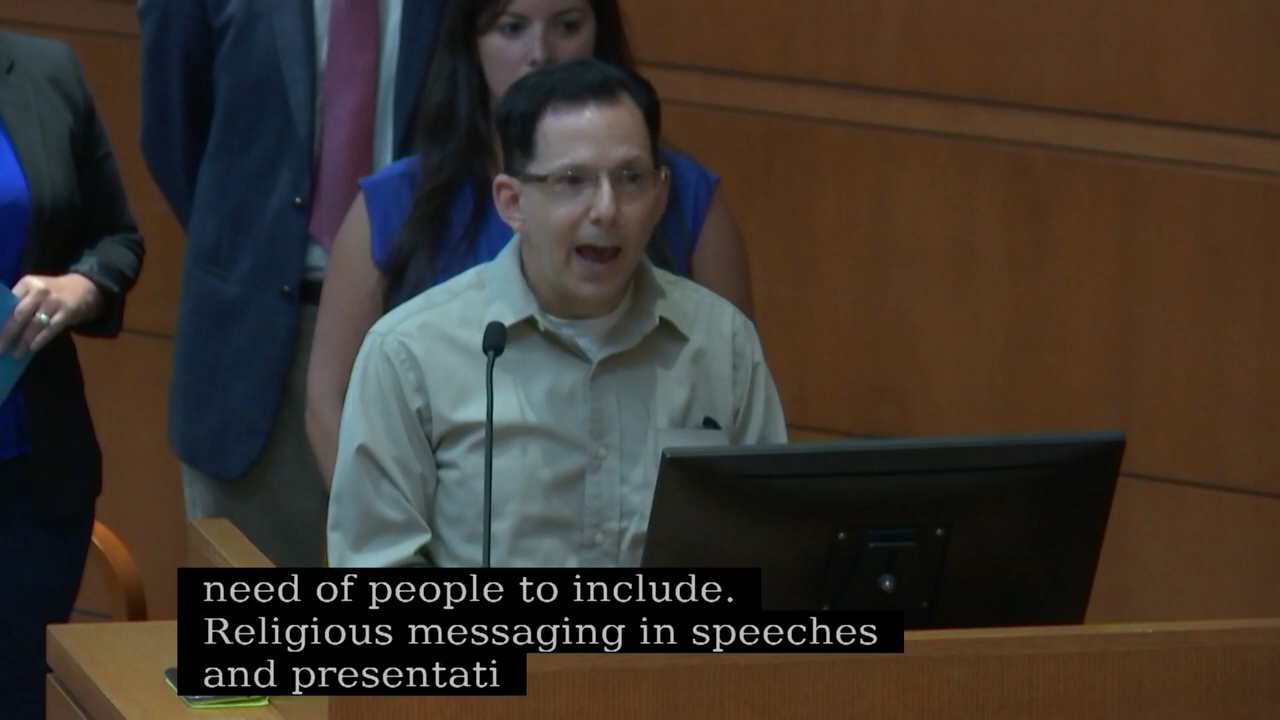 need of people to include.
Religious messaging in speeches
and presentati